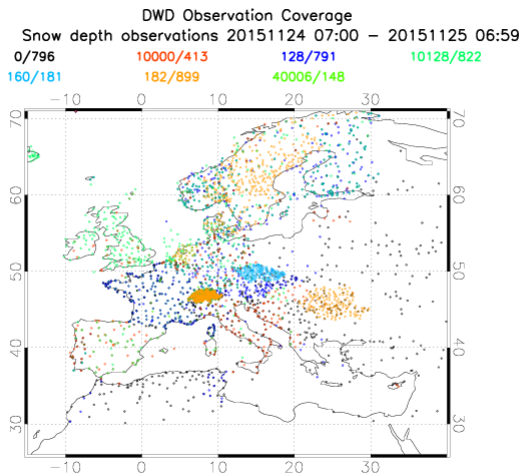 DWD Observation Coverage
Snow depth observations 20151124 07:00 – 20151125 06:59
0/796 10000/413 128/791 10128/822
160/181 182/899 40006/148
−10 0 10 20 30
70 70
60 60
50 50
40 40
30 30
−10 0 10 20 30